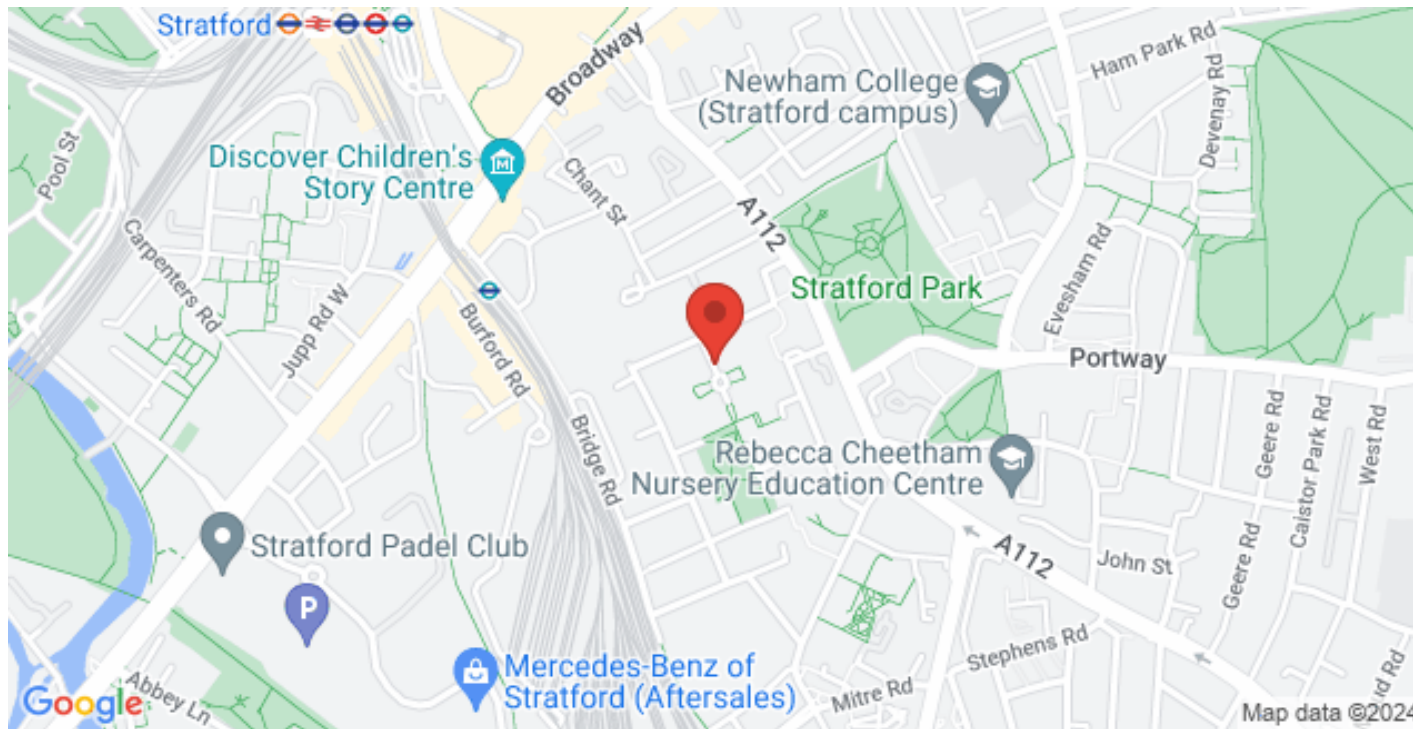 Stratford
Broadway
Ham Park Rd
Newham College
(Stratford campus)
Devenay Rd
Pool St
Discover Children's
Story Centre
Chant St
A112
Carpenters Rd
Evesham Rd
Stratford Park
Jupp Rd W
Burford Rd
Portway
Bridge Rd
Geere Rd
Caistor Park Rd
West Rd
Rebecca Cheetham
Nursery Education Centre
Stratford Padel Club
A112
John St
Geere Rd
P
Stephens Rd
Mercedes-Benz of
Stratford (Aftersales)
Mitre Rd
Abbey Ln
Google
Map data ©2024